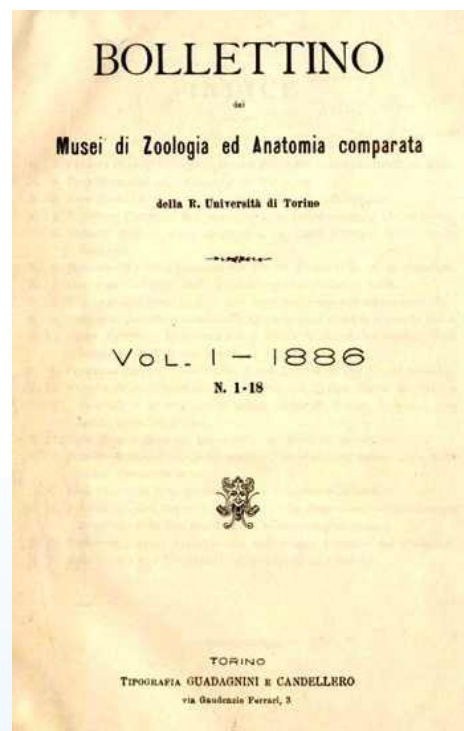 BOLLETTINO
dei
Musei di Zoologia ed Anatomia comparata
della R. Università di Torino
VOL. I — 1886
N. 1-18
TORINO
TIPOGRAFIA GUADAGNINI E CANDELLERO
via Gaudenzio Ferrari, 3